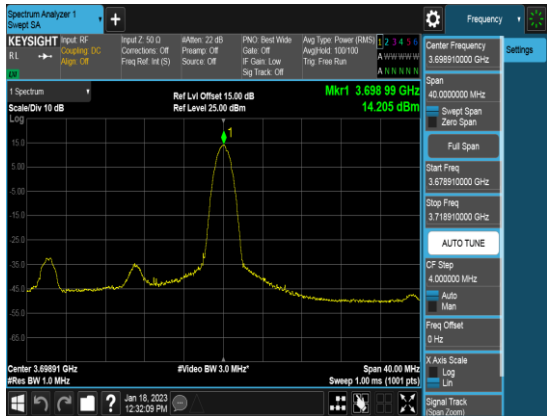 Spectrum Analyzer 1
Swept SA
Frequency
KEYSIGHT
RL
Input: RF
Coupling: DC
Align: Off
Input Z: 50 Ω
Corrections: Off
Freq Ref: Int (S)
#Atten: 22 dB
Preamp: Off
Source: Off
PNO: Best Wide
Gate: Off
IF Gain: Low
Sig Track: Off
Avg Type: Power (RMS)
Avg|Hold: 100/100
Trig: Free Run
1 2 3 4 5 6
A W W W W W
A N N N N N
1 Spectrum
Scale/Div 10 dB
Ref Lvl Offset 15.00 dB
Ref Level 25.00 dBm
Mkr1 3.698 99 GHz
14.205 dBm
Log
15.0
5.00
-5.00
-15.0
-25.0
-35.0
-45.0
-55.0
-65.0
1
Center 3.69891 GHz
#Res BW 1.0 MHz
#Video BW 3.0 MHz*
Span 40.00 MHz
Sweep 1.00 ms (1001 pts)
Jan 18, 2023
12:32:09 PM
Center Frequency
3.698910000 GHz
Settings
Span
40.0000000 MHz
Swept Span
Zero Span
Full Span
Start Freq
3.678910000 GHz
Stop Freq
3.718910000 GHz
AUTO TUNE
CF Step
4.000000 MHz
Auto
Man
Freq Offset
0 Hz
X Axis Scale
Log
Lin
Signal Track
(Span Zoom)